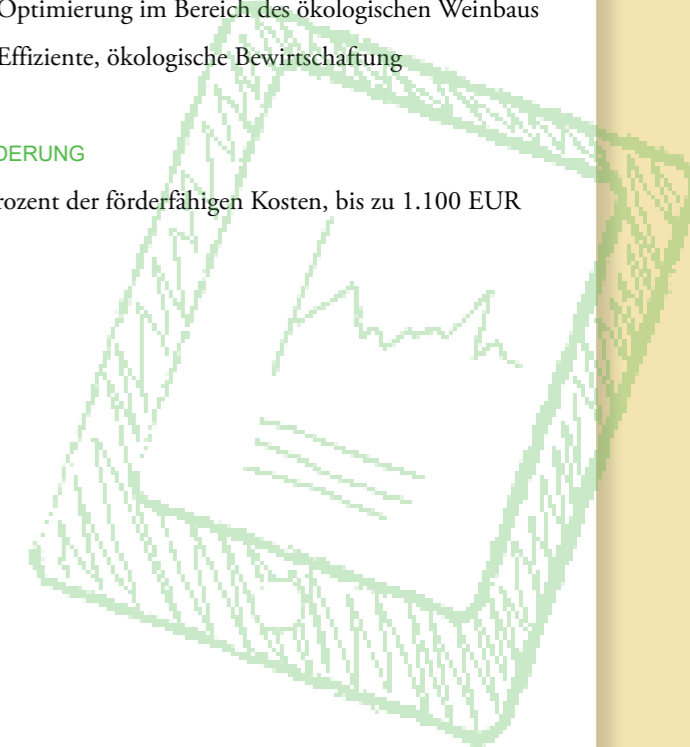 Optimierung im Bereich des ökologischen Weinbaus
Effiziente, ökologische Bewirtschaftung
DERUNG
rozent der förderfähigen Kosten, bis zu 1.100 EUR